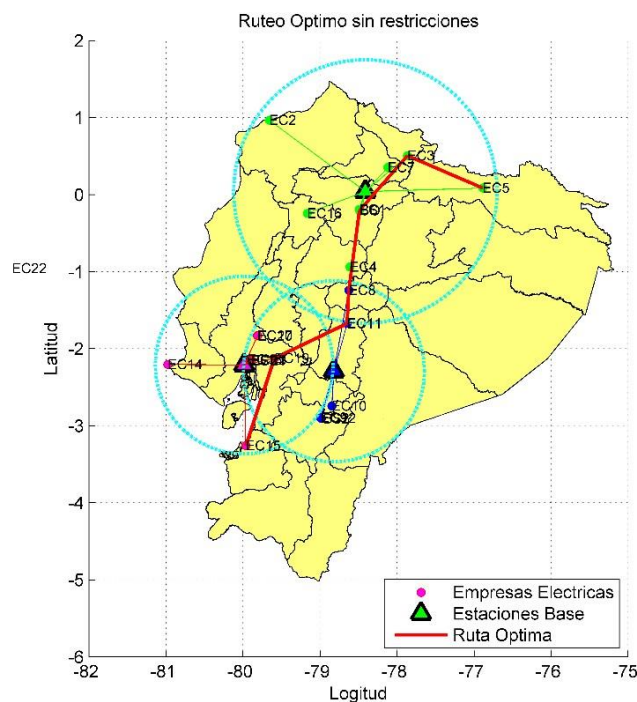 Ruteo Optimo sin restricciones
2
1
0
-1
-2
-3
-4
-5
-6
Latitud
EC22
EC2
EC3
EC7
EC5
EC16
EC4
EC8
EC11
EC14
EC19
EC10
EC15
Empresas Electricas
Estaciones Base
Ruta Optima
-82
-81
-80
-79
-78
-77
-76
-75
Logitud